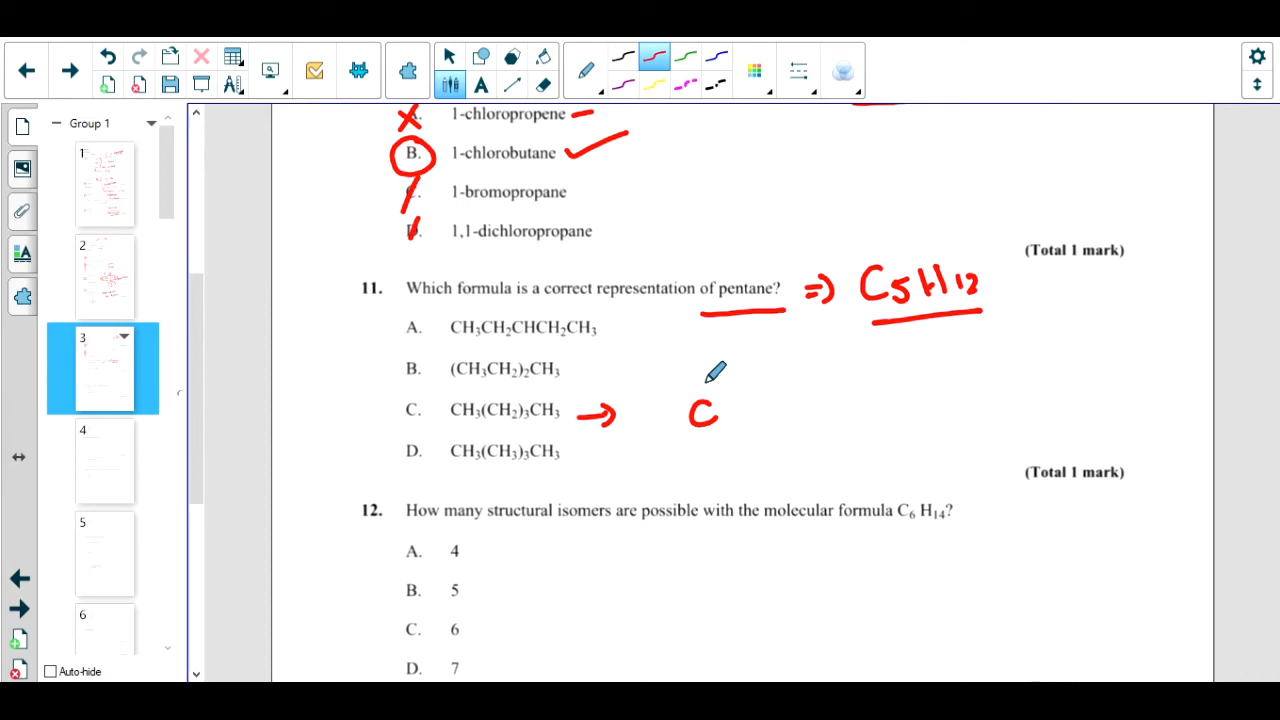 Group 1
1
2
3
4
5
6
Auto-hide
A. 1-chloropropene
B. 1-chlorobutane
C. 1-bromopropane
D. 1,1-dichloropropane
(Total 1 mark)
11. Which formula is a correct representation of pentane? ⇒ C5H12
A. CH₃CH₂CHCH₂CH₃
B. (CH₃CH₂)₂CH₃
C. CH₃(CH₂)₃CH₃ → C
D. CH₃(CH₃)₃CH₃
(Total 1 mark)
12. How many structural isomers are possible with the molecular formula C₆ H₁₄?
A. 4
B. 5
C. 6
D. 7